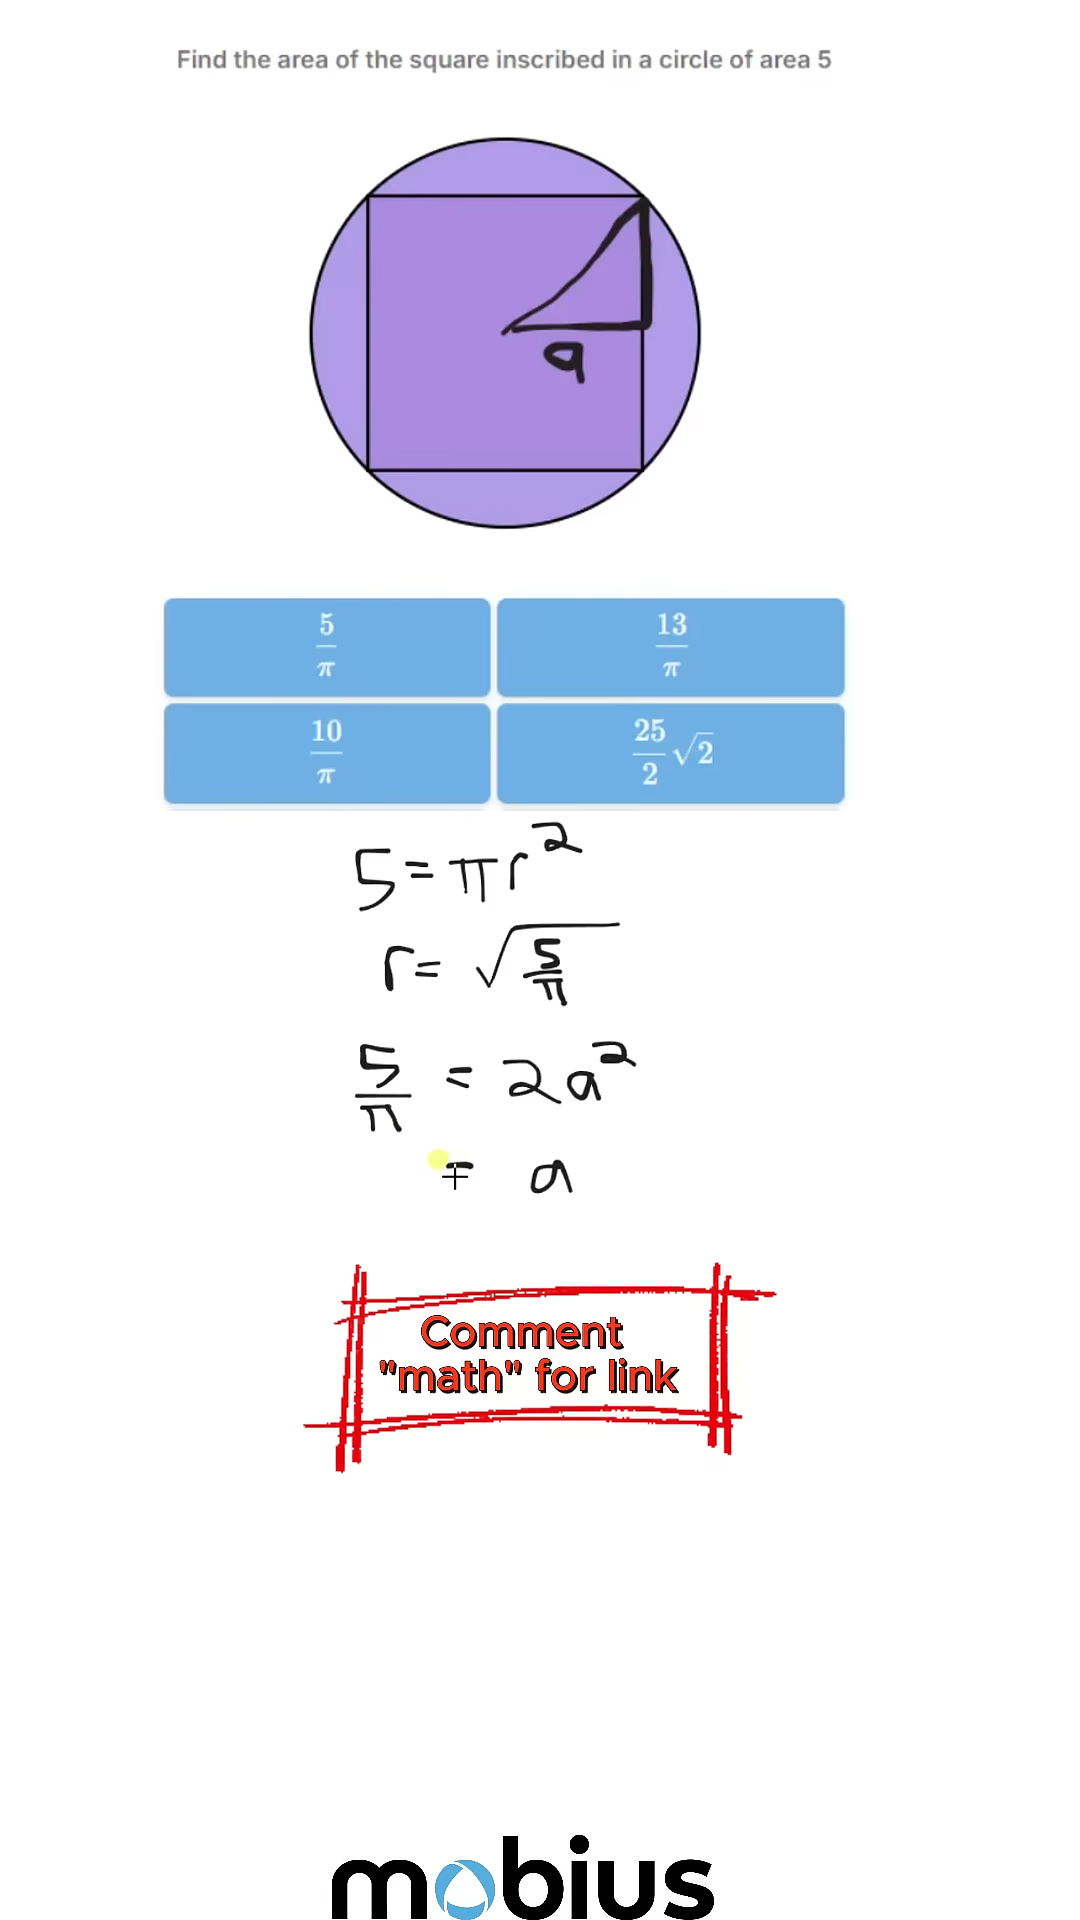 Find the area of the square inscribed in a circle of area 5
a
5/π
13/π
10/π
25/2 √2
5 = πr²
r = √(5/π)
5/π = 2a²
= a
Comment
"math" for link
mobius